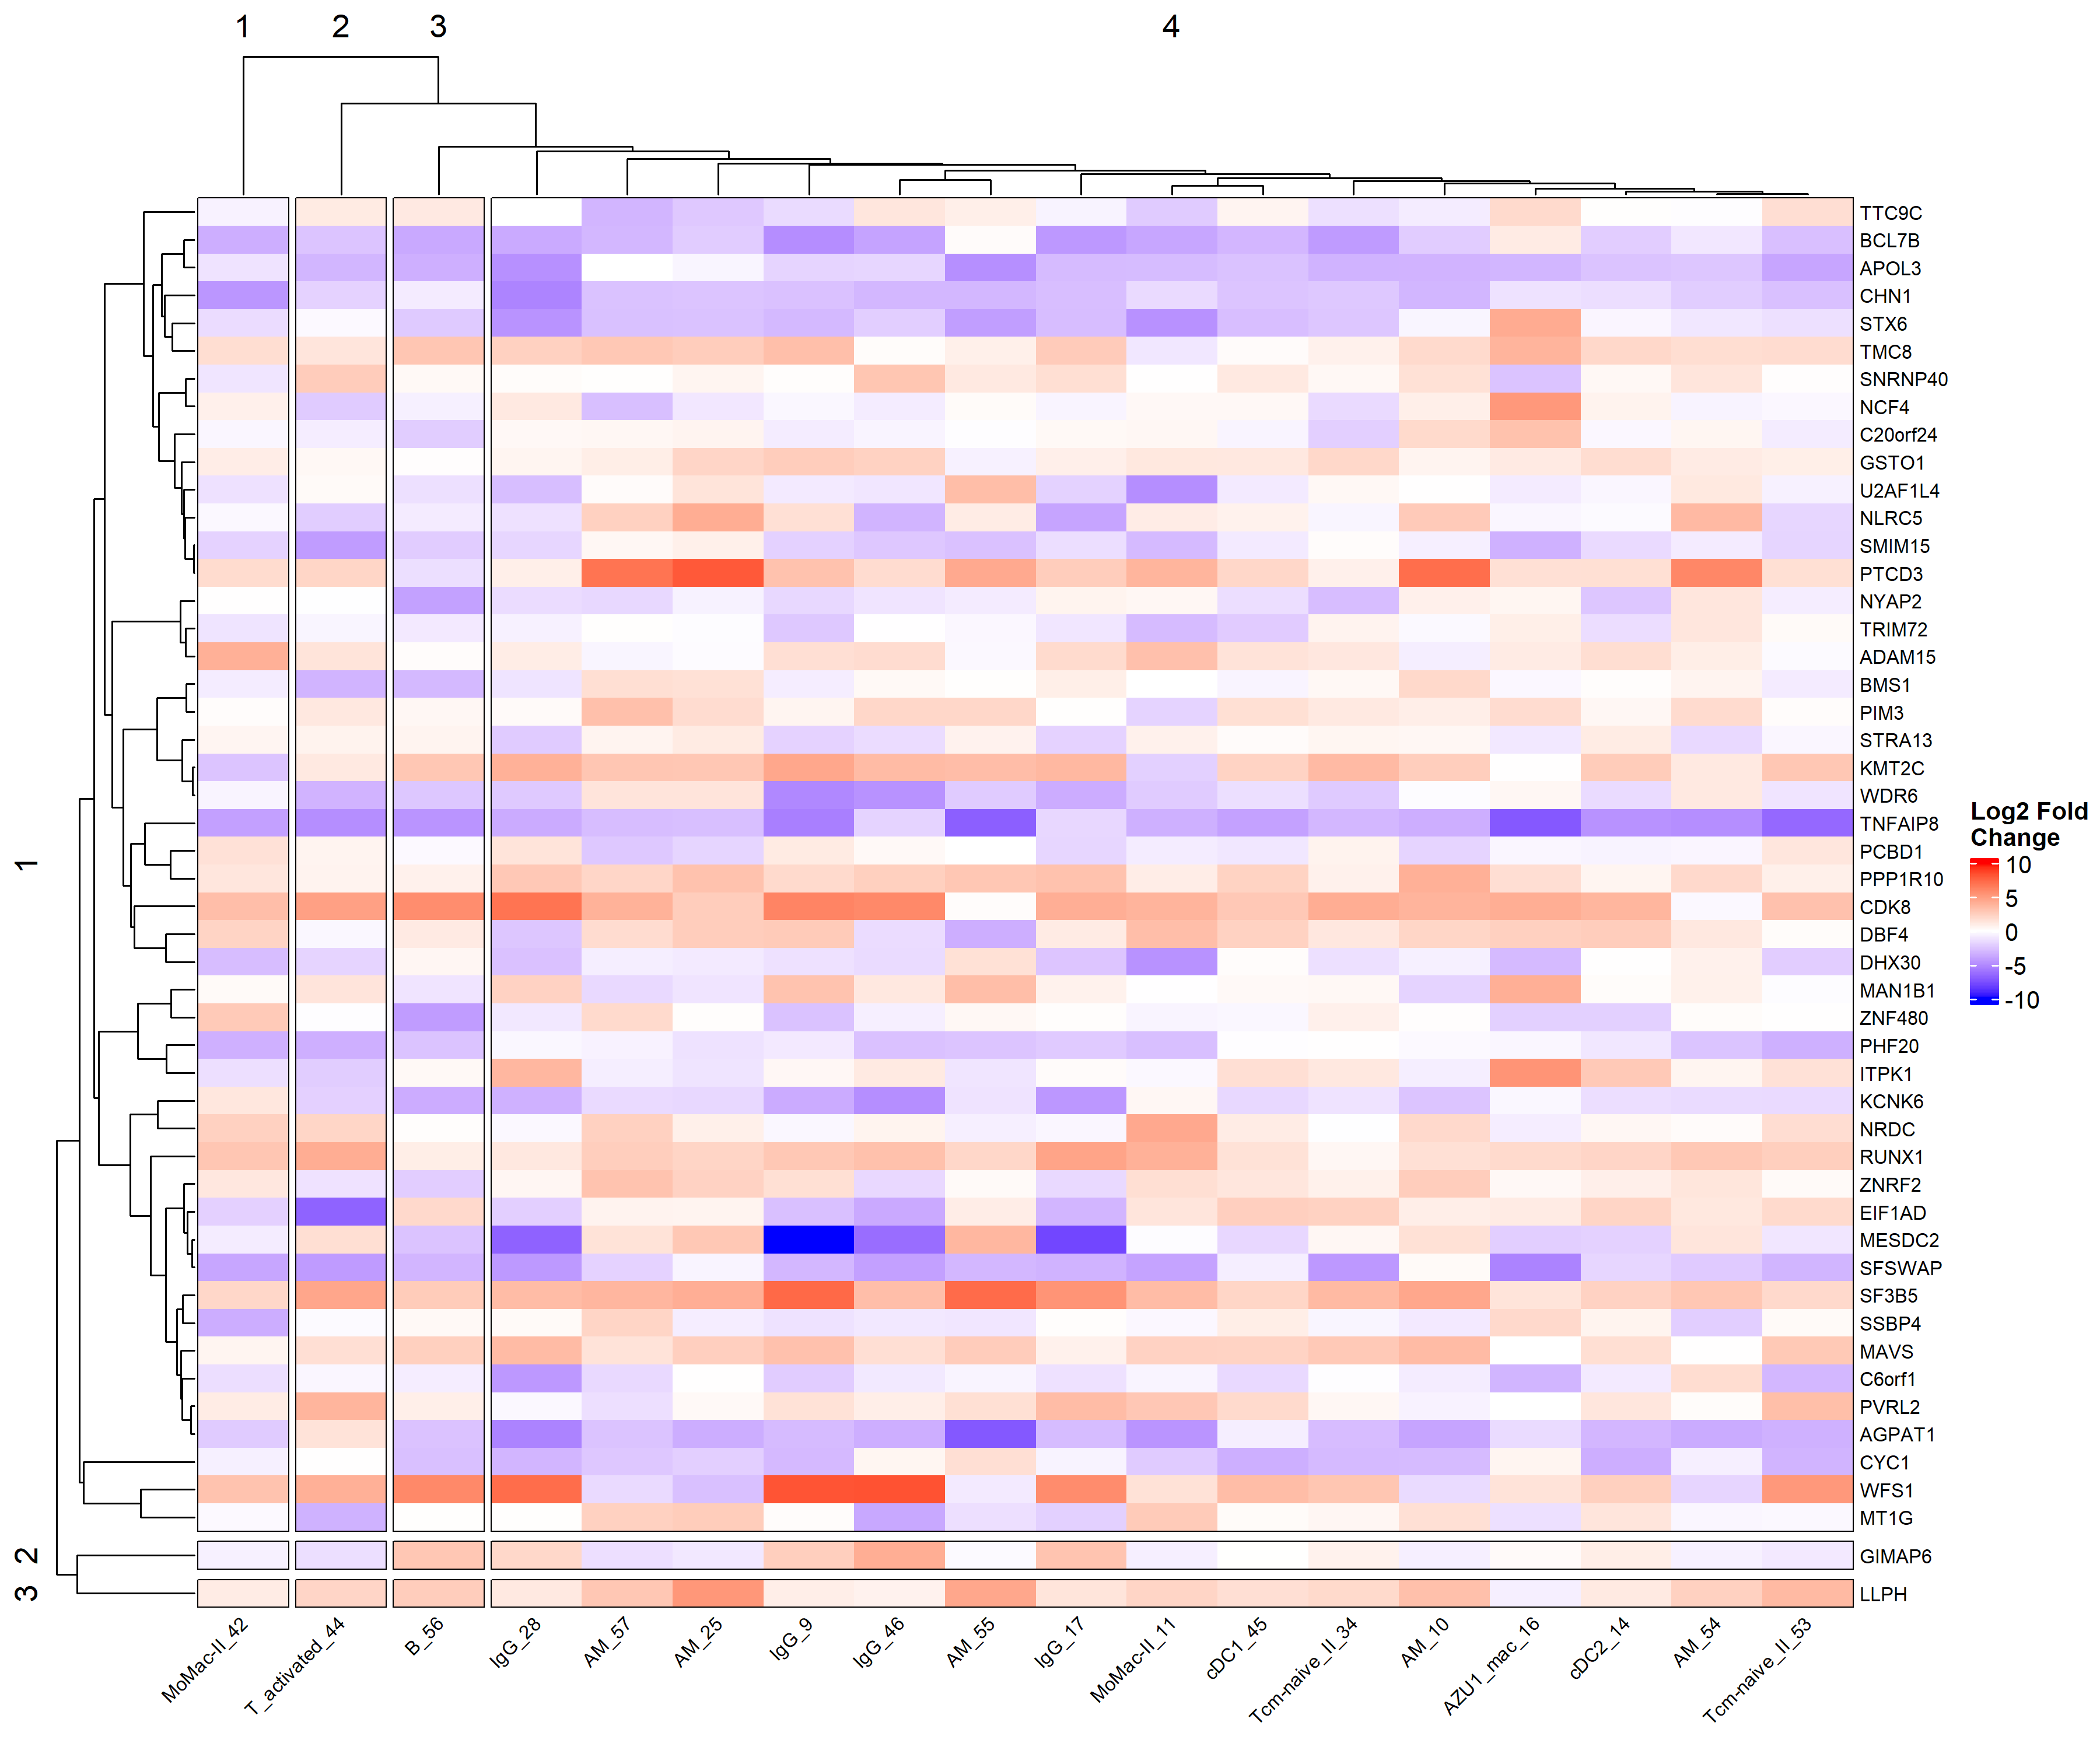 1 2 3 4
TTC9C
BCL7B
APOL3
CHN1
STX6
TMC8
SNRNP40
NCF4
C20orf24
GSTO1
U2AF1L4
NLRC5
SMIM15
PTCD3
NYAP2
TRIM72
ADAM15
BMS1
PIM3
STRA13
KMT2C
WDR6
TNFAIP8
PCBD1
PPP1R10
CDK8
DBF4
DHX30
MAN1B1
ZNF480
PHF20
ITPK1
KCNK6
NRDC
RUNX1
ZNRF2
EIF1AD
MESDC2
SFSWAP
SF3B5
SSBP4
MAVS
C6orf1
PVRL2
AGPAT1
CYC1
WFS1
MT1G
GIMAP6
LLPH
1
2
3
MoMac-II_42
T_activated_44
B_56
IgG_28
AM_57
AM_25
IgG_9
IgG_46
AM_55
IgG_17
MoMac-II_11
cDC1_45
Tcm-naive_II_34
AM_10
AZU1_mac_16
cDC2_14
AM_54
Tcm-naive_II_53
Log2 Fold
Change
10
5
0
-5
-10